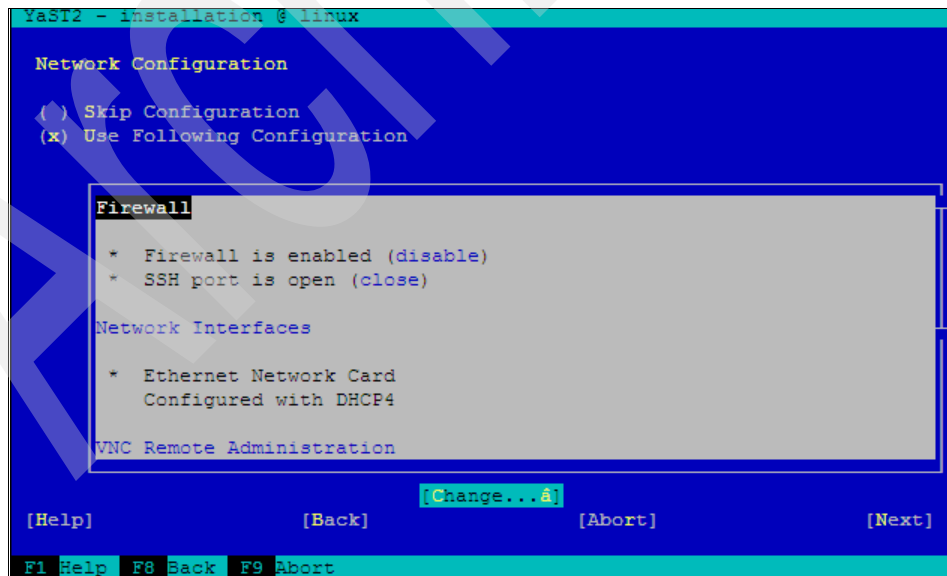 YaST2 - installation @ linux
Network Configuration
( ) Skip Configuration
(x) Use Following Configuration
Firewall
* Firewall is enabled (disable)
* SSH port is open (close)
Network Interfaces
* Ethernet Network Card
Configured with DHCP4
VNC Remote Administration
[Change...â]
[Help] [Back] [Abort] [Next]
F1 Help F8 Back F9 Abort